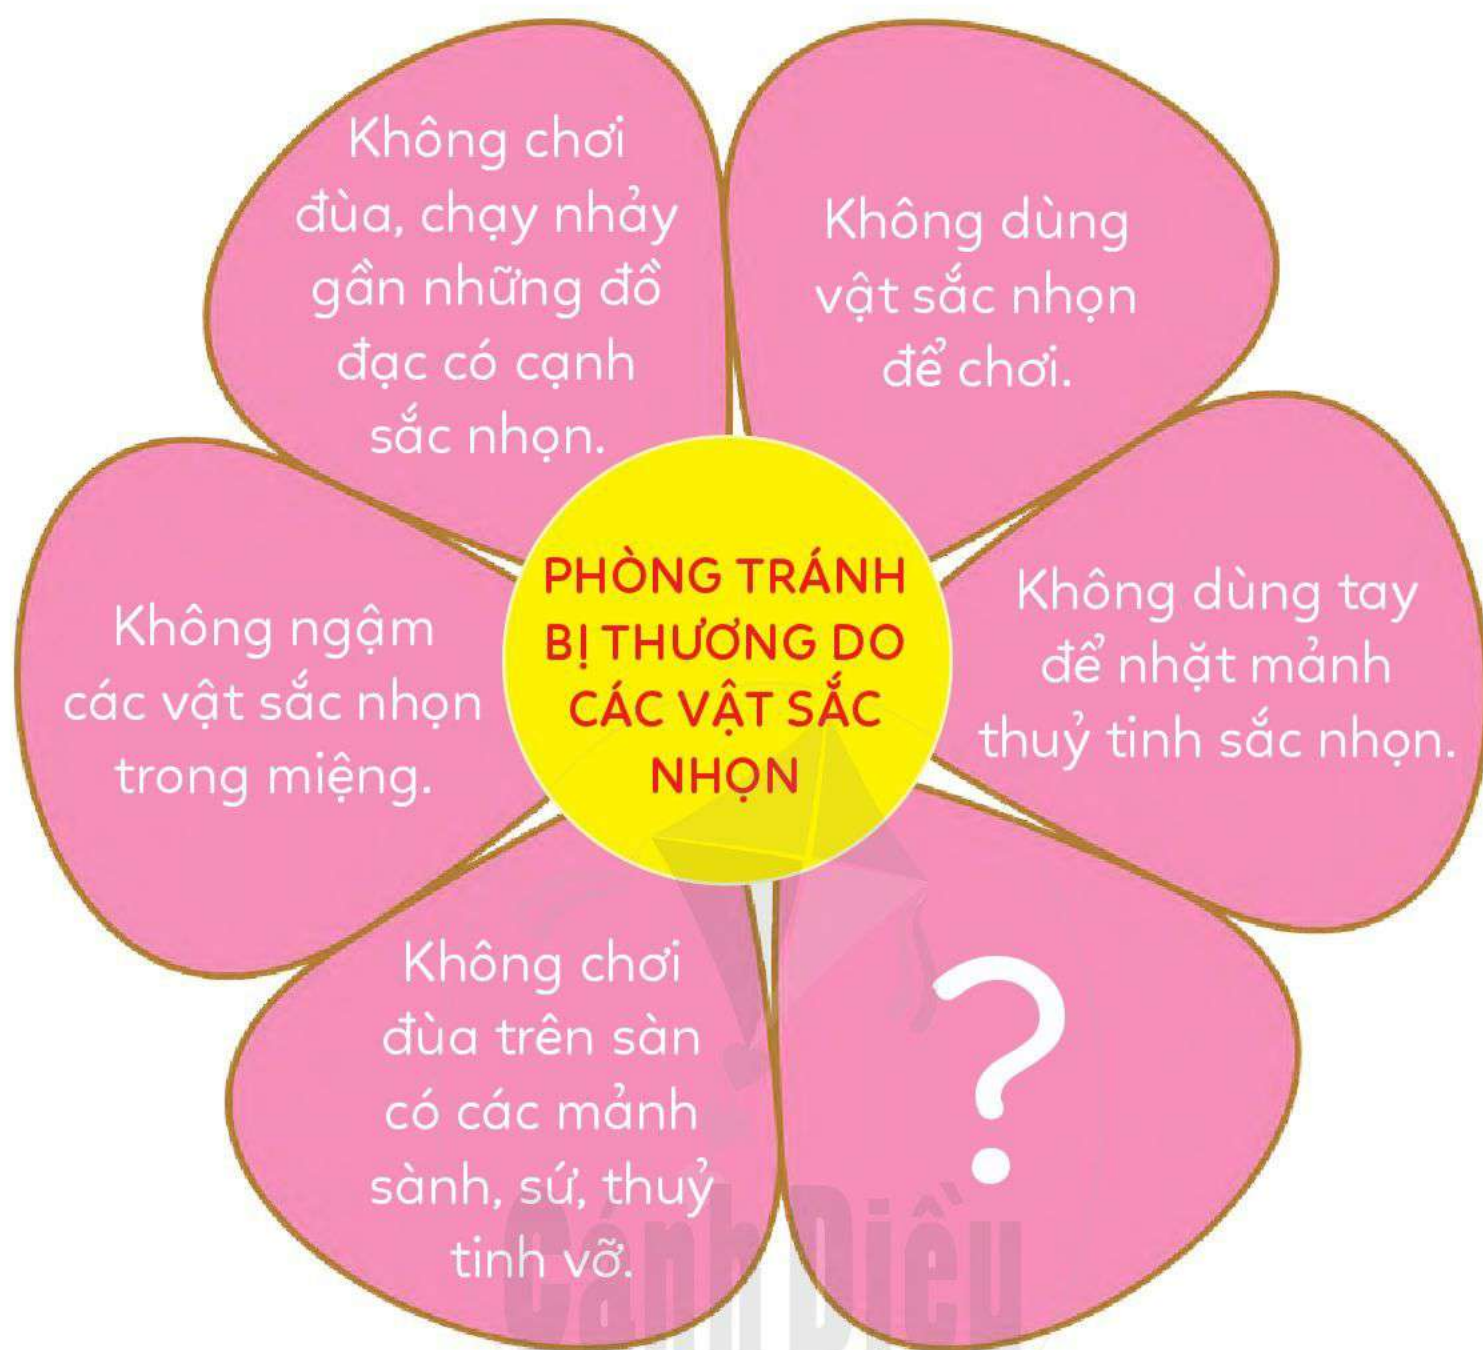 Không chơi
đùa, chạy nhảy
gần những đồ
đạc có cạnh
sắc nhọn.
Không dùng
vật sắc nhọn
để chơi.
Không ngậm
các vật sắc nhọn
trong miệng.
PHÒNG TRÁNH
BỊ THƯƠNG DO
CÁC VẬT SẮC
NHỌN
Không dùng tay
để nhặt mảnh
thuỷ tinh sắc nhọn.
Không chơi
đùa trên sàn
có các mảnh
sành, sứ, thuỷ
tinh vỡ.
?
Cánh Diều